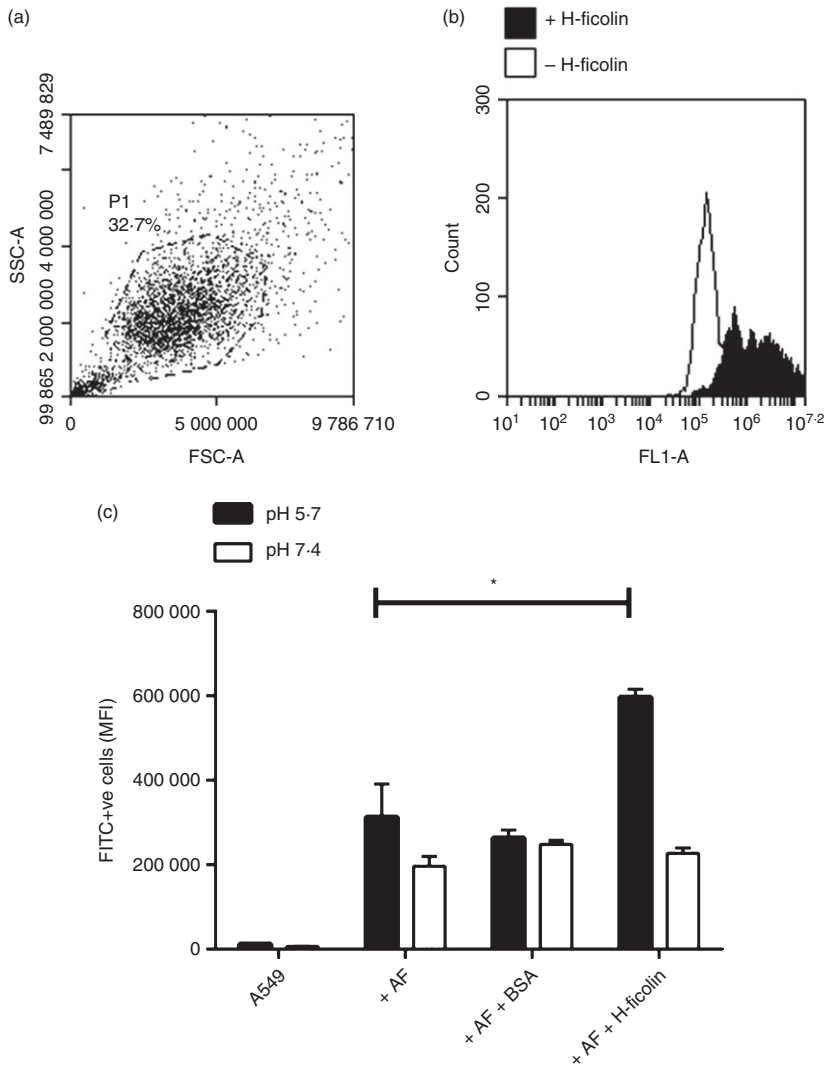 (a)
7 489 829
4 000 000
2 000 000
99 865
SSC-A
P1
32·7%
0
5 000 000
9 786 710
FSC-A
(b)
+ H-ficolin
– H-ficolin
300
200
100
0
Count
10¹
10²
10³
10⁴
10⁵
10⁶
10⁷·²
FL1-A
(c)
pH 5·7
pH 7·4
*
800 000
600 000
400 000
200 000
0
FITC+ve cells (MFI)
A549
+ AF
+ AF + BSA
+ AF + H-ficolin